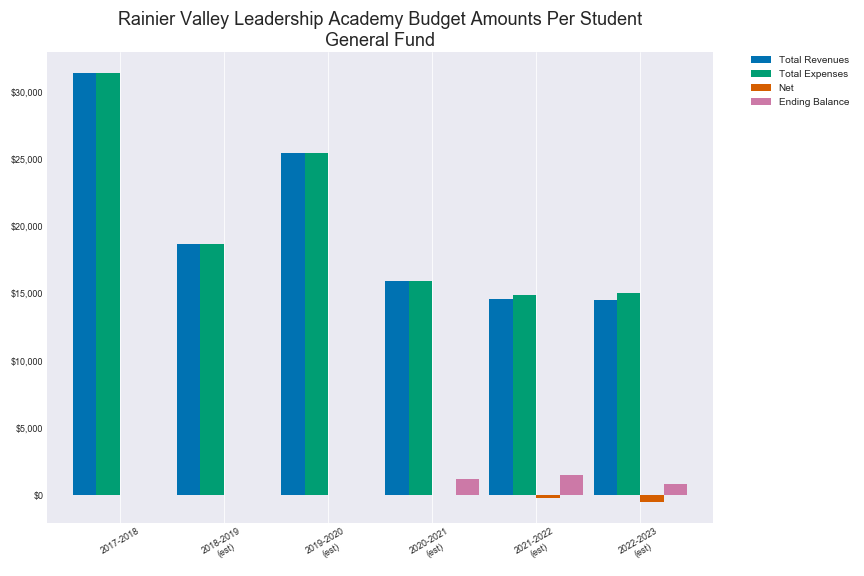 Rainier Valley Leadership Academy Budget Amounts Per Student
General Fund
Total Revenues
Total Expenses
Net
Ending Balance
$30,000
$25,000
$20,000
$15,000
$10,000
$5,000
$0
2017-2018
2018-2019
(est)
2019-2020
(est)
2020-2021
(est)
2021-2022
(est)
2022-2023
(est)